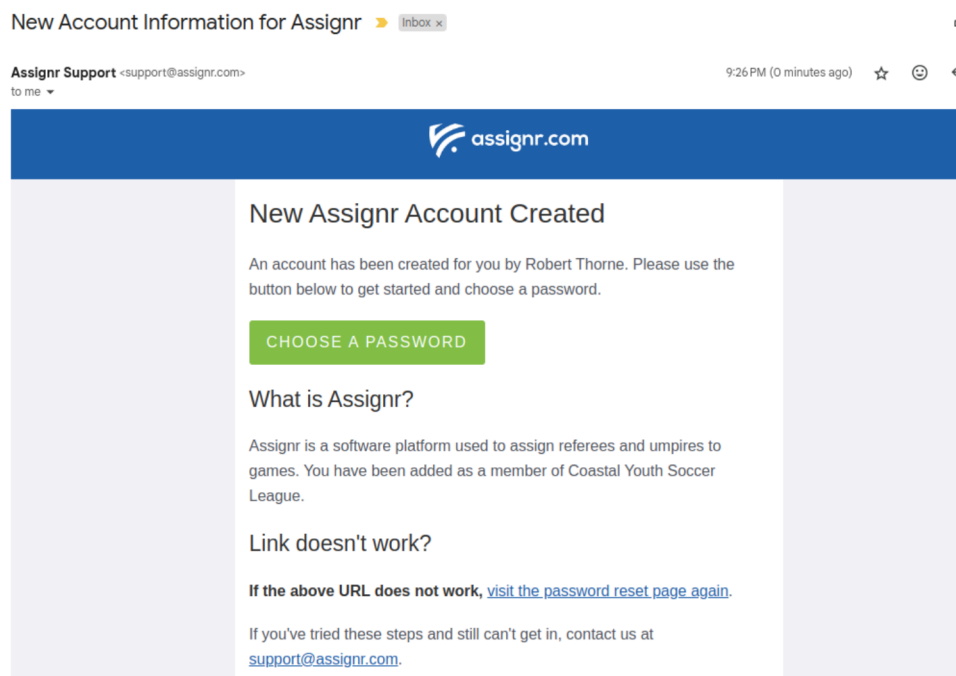 New Account Information for Assignr Inbox ×
Assignr Support <support@assignr.com> 9:26 PM (0 minutes ago)
to me
assignr.com
New Assignr Account Created
An account has been created for you by Robert Thorne. Please use the
button below to get started and choose a password.
CHOOSE A PASSWORD
What is Assignr?
Assignr is a software platform used to assign referees and umpires to
games. You have been added as a member of Coastal Youth Soccer
League.
Link doesn't work?
If the above URL does not work, visit the password reset page again.
If you've tried these steps and still can't get in, contact us at
support@assignr.com.